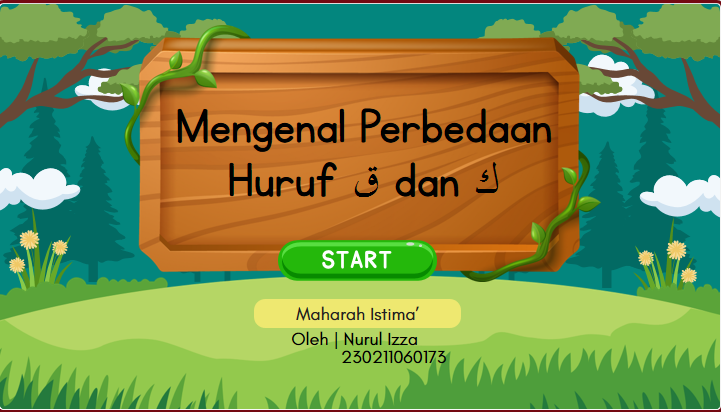 Mengenal Perbedaan
Huruf ق dan ك
START
Maharah Istima’
Oleh | Nurul Izza
230211060173